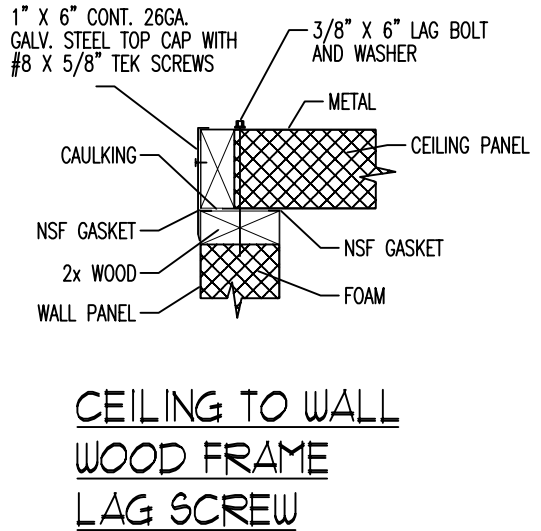 1" X 6" CONT. 26GA.
GALV. STEEL TOP CAP WITH
#8 X 5/8" TEK SCREWS
3/8" X 6" LAG BOLT
AND WASHER
METAL
CAULKING
CEILING PANEL
NSF GASKET
NSF GASKET
2x WOOD
FOAM
WALL PANEL
CEILING TO WALL
WOOD FRAME
LAG SCREW